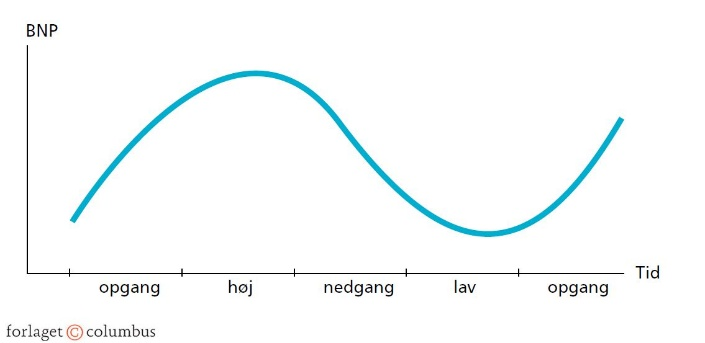 BNP
Tid
opgang høj nedgang lav opgang
forlaget © columbus